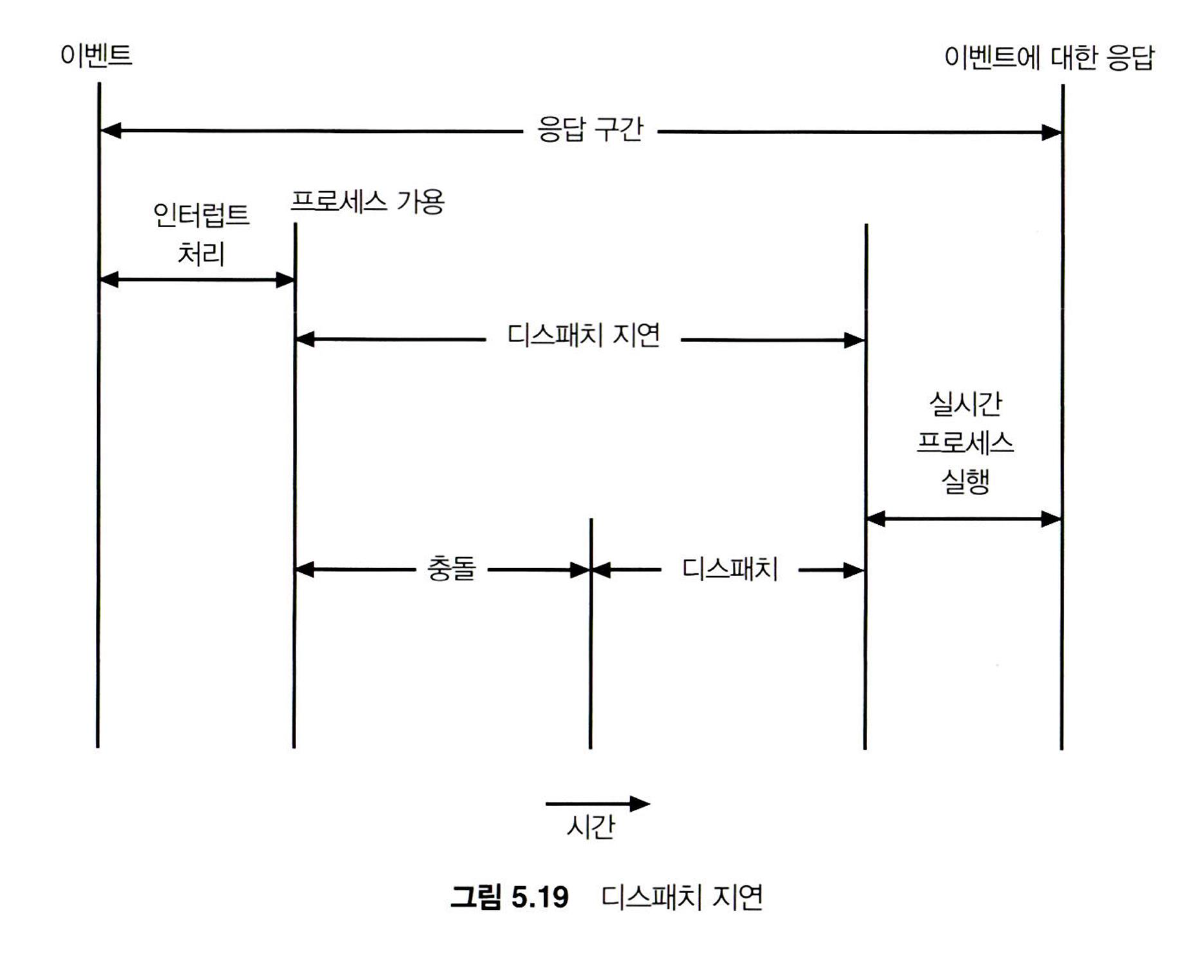 이벤트
이벤트에 대한 응답
응답 구간
인터럽트
처리
프로세스 가용
디스패치 지연
실시간
프로세스
실행
충돌
디스패치
시간
그림 5.19 디스패치 지연